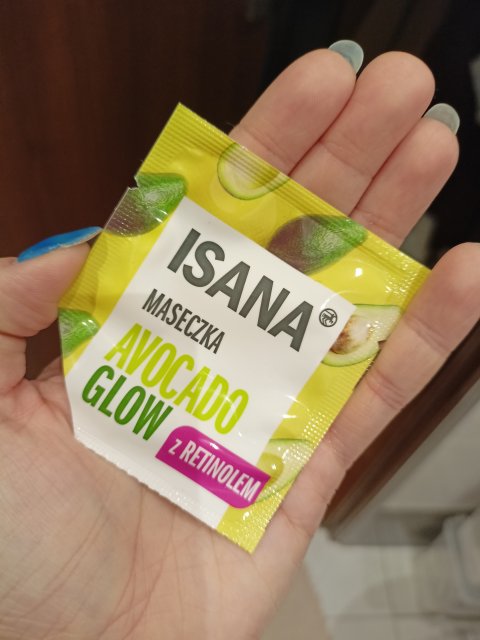 ISANA
MASECZKA
AVOCADO
GLOW
Z RETINOLEM